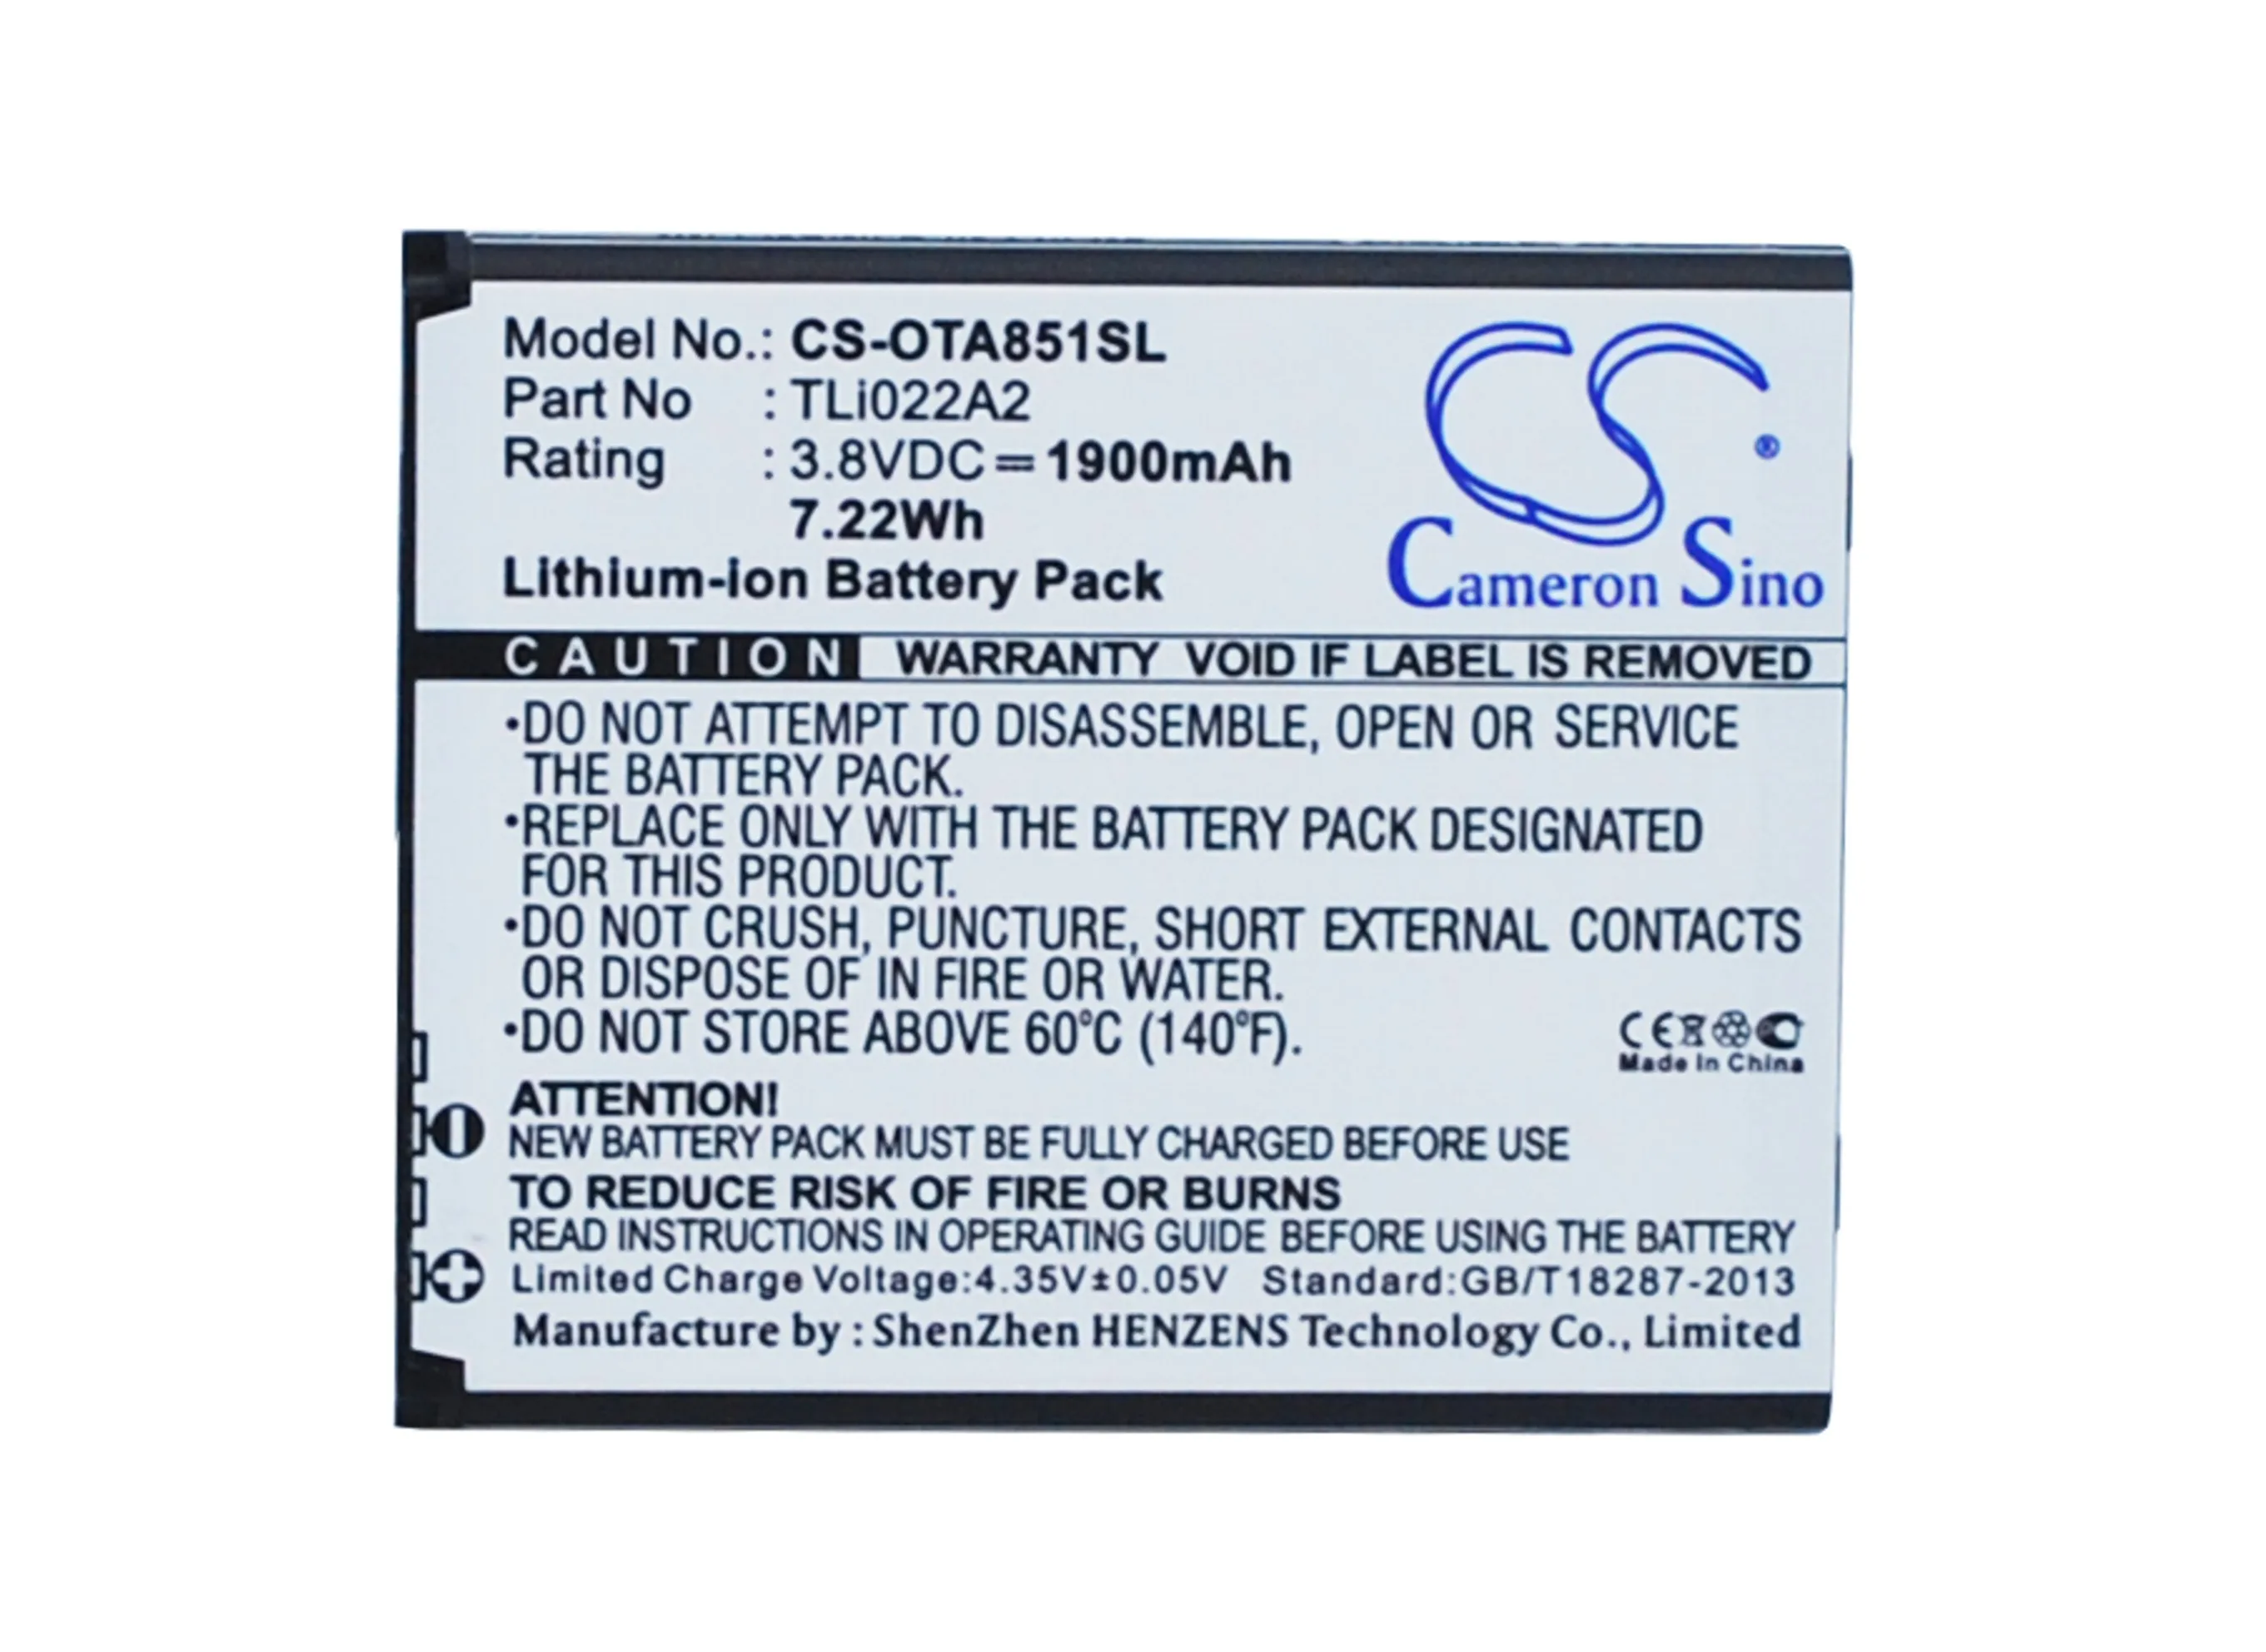 Model No.: CS-OTA851SL
Part No : TLi022A2
Rating : 3.8VDC 1900mAh
7.22Wh
Lithium-ion Battery Pack
CS
®
Cameron Sino
CAUTION WARRANTY VOID IF LABEL IS REMOVED
•DO NOT ATTEMPT TO DISASSEMBLE, OPEN OR SERVICE
THE BATTERY PACK.
•REPLACE ONLY WITH THE BATTERY PACK DESIGNATED
FOR THIS PRODUCT.
•DO NOT CRUSH, PUNCTURE, SHORT EXTERNAL CONTACTS
OR DISPOSE OF IN FIRE OR WATER.
•DO NOT STORE ABOVE 60°C (140°F).
CE
Made In China
ATTENTION!
NEW BATTERY PACK MUST BE FULLY CHARGED BEFORE USE
TO REDUCE RISK OF FIRE OR BURNS
READ INSTRUCTIONS IN OPERATING GUIDE BEFORE USING THE BATTERY
Limited Charge Voltage:4.35V±0.05V Standard:GB/T18287-2013
Manufacture by : ShenZhen HENZENS Technology Co., Limited